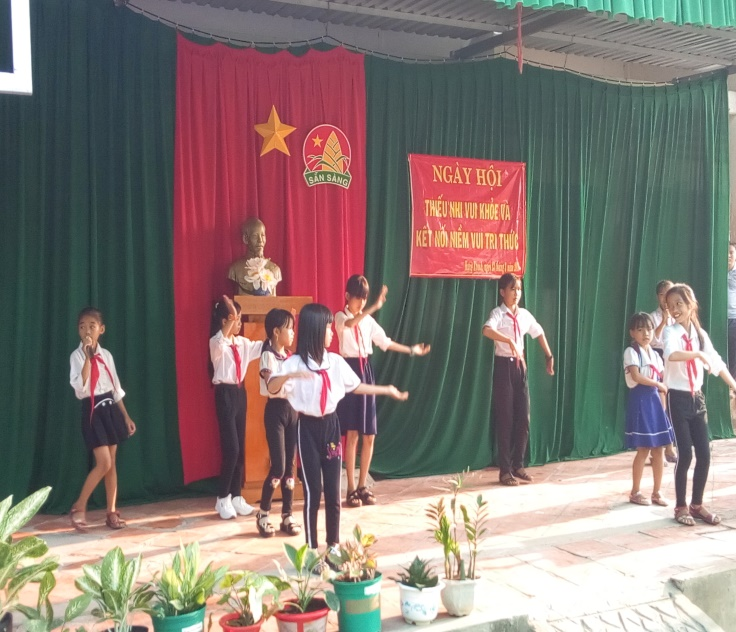 SẴN SÀNG
NGÀY HỘI
THIẾU NHI VUI KHỎE VÀ
KẾT NỐI NIỀM VUI TRI THỨC